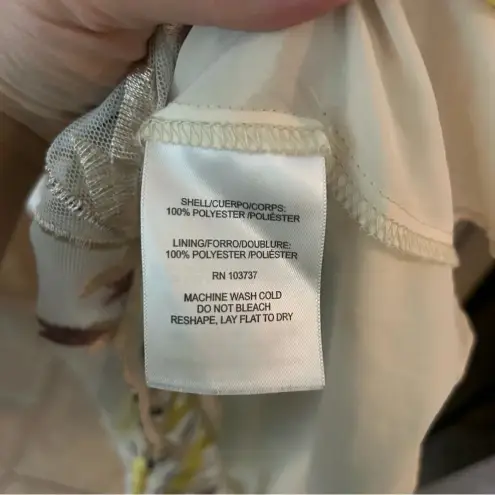 SHELL/CUERPO/CORPS:
100% POLYESTER /POLIÉSTER
LINING/FORRO/DOUBLURE:
100% POLYESTER /POLIÉSTER
RN 103737
MACHINE WASH COLD
DO NOT BLEACH
RESHAPE, LAY FLAT TO DRY